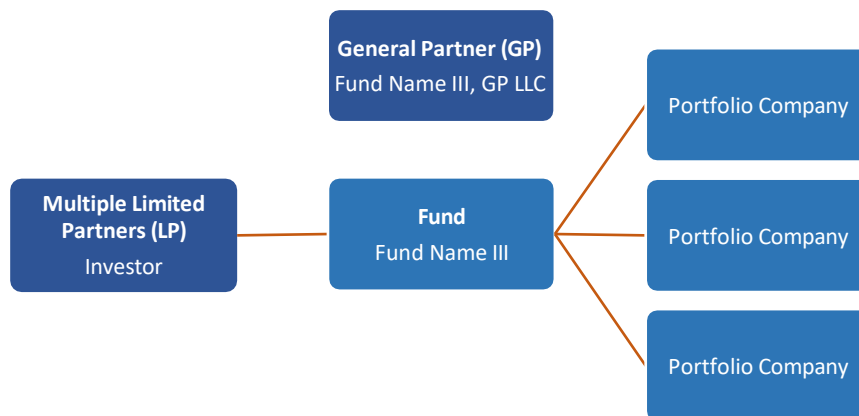 General Partner (GP)
Fund Name III, GP LLC
Portfolio Company
Multiple Limited
Partners (LP)
Investor
Fund
Fund Name III
Portfolio Company
Portfolio Company